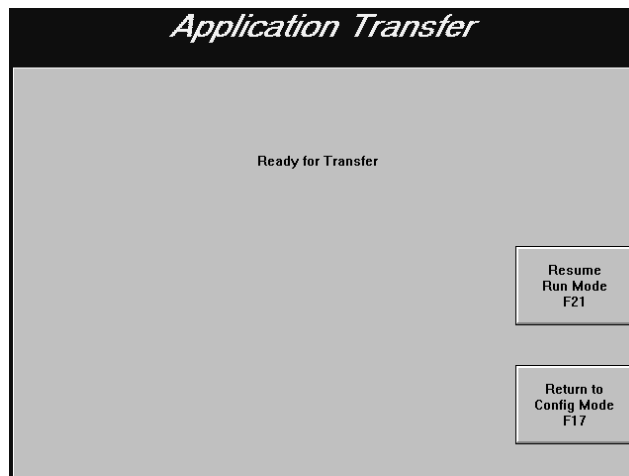 Application Transfer
Ready for Transfer
Resume
Run Mode
F21
Return to
Config Mode
F17